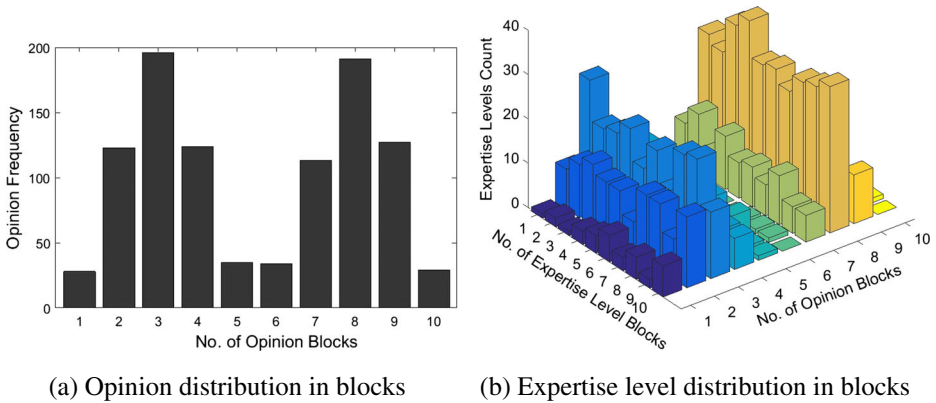 200
150
100
50
0
Opinion Frequency
1 2 3 4 5 6 7 8 9 10
No. of Opinion Blocks
(a) Opinion distribution in blocks
40
30
20
10
0
Expertise Levels Count
1 2 3 4 5 6 7 8 9 10
No. of Expertise Level Blocks
1 2 3 4 5 6 7 8 9 10
No. of Opinion Blocks
(b) Expertise level distribution in blocks